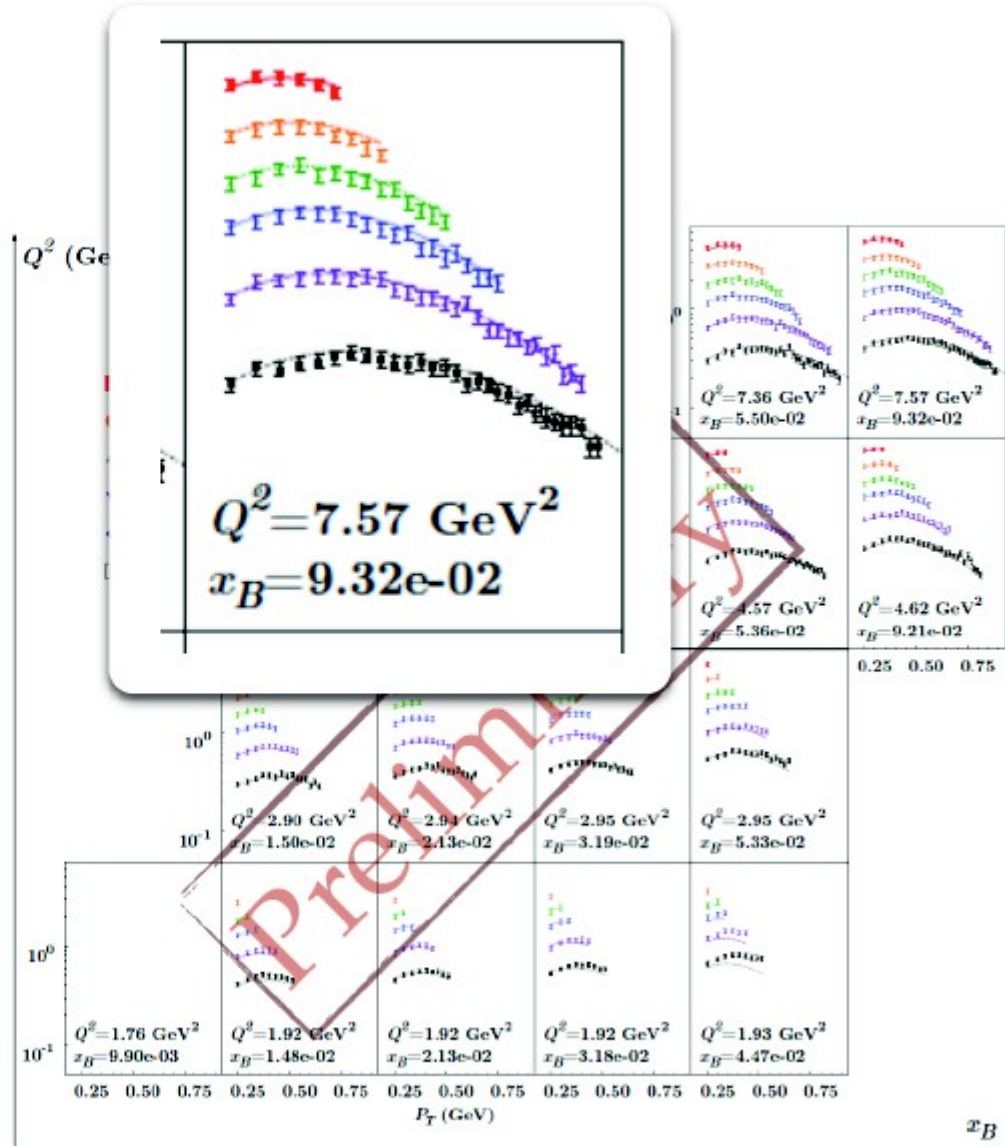 Q² (Ge
Q²=7.57 GeV²
x_B=9.32e-02
0
-1
Q²=7.36 GeV²
x_B=5.50e-02
Q²=7.57 GeV²
x_B=9.32e-02
Q²=4.57 GeV²
x_B=5.36e-02
Q²=4.62 GeV²
x_B=9.21e-02
0.25 0.50 0.75
10⁰
10⁻¹
Q²=2.90 GeV²
x_B=1.50e-02
Q²=2.94 GeV²
x_B=2.13e-02
Q²=2.95 GeV²
x_B=3.19e-02
Q²=2.95 GeV²
x_B=5.33e-02
10⁰
10⁻¹
Q²=1.76 GeV²
x_B=9.90e-03
Q²=1.92 GeV²
x_B=1.48e-02
Q²=1.92 GeV²
x_B=2.13e-02
Q²=1.92 GeV²
x_B=3.18e-02
Q²=1.93 GeV²
x_B=4.47e-02
0.25 0.50 0.75 0.25 0.50 0.75 0.25 0.50 0.75 0.25 0.50 0.75 0.25 0.50 0.75
P_T (GeV)
x_B